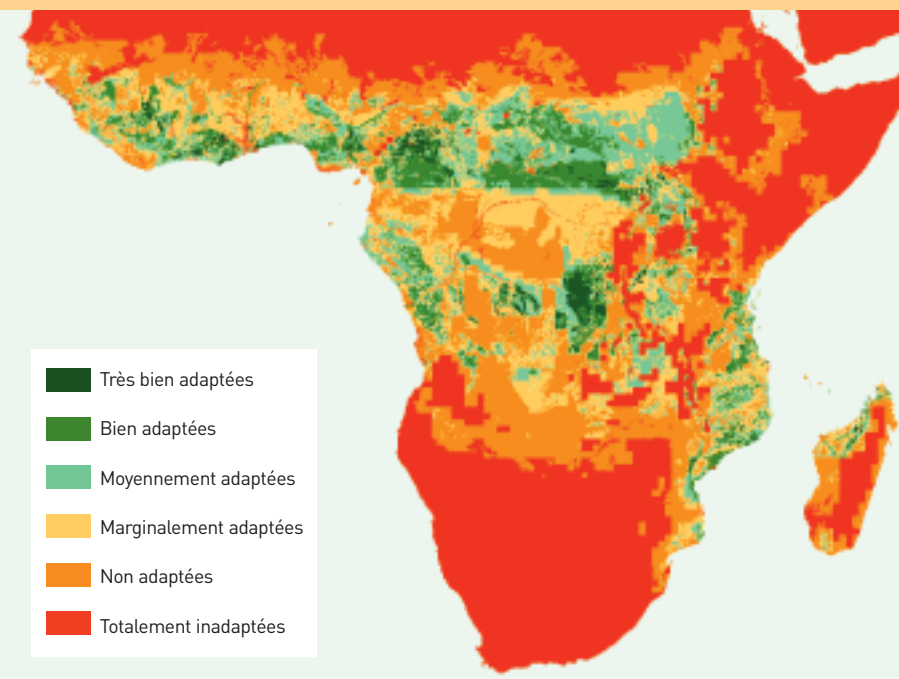 Très bien adaptées
Bien adaptées
Moyennement adaptées
Marginalement adaptées
Non adaptées
Totalement inadaptées